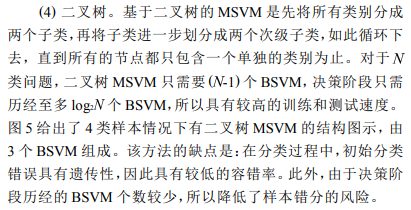 (4) 二叉树。基于二叉树的 MSVM 是先将所有类别分成
两个子类,再将子类进一步划分成两个次级子类,如此循环下
去，直到所有的节点都只包含一个单独的类别为止。对于 N
类问题，二叉树 MSVM 只需要 (N-1) 个 BSVM，决策阶段只需
历经至多 log₂N 个 BSVM，所以具有较高的训练和测试速度。
图 5 给出了 4 类样本情况下有二叉树 MSVM 的结构图示，由
3 个 BSVM 组成。该方法的缺点是：在分类过程中，初始分类
错误具有遗传性，因此具有较低的容错率。此外，由于决策阶
段历经的 BSVM 个数较少，所以降低了样本错分的风险。